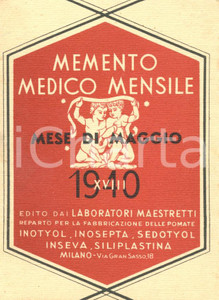 MEMENTO
MEDICO MENSILE
MESE DI MAGGIO
1940
XVIII
EDITO DAI LABORATORI MAESTRETTI
REPARTO PER LA FABBRICAZIONE DELLE POMATE
INOTYOL, INOSEPTA, SEDOTYOL
INSEVA, SILIPLASTINA
MILANO - VIA GRAN SASSO, 18